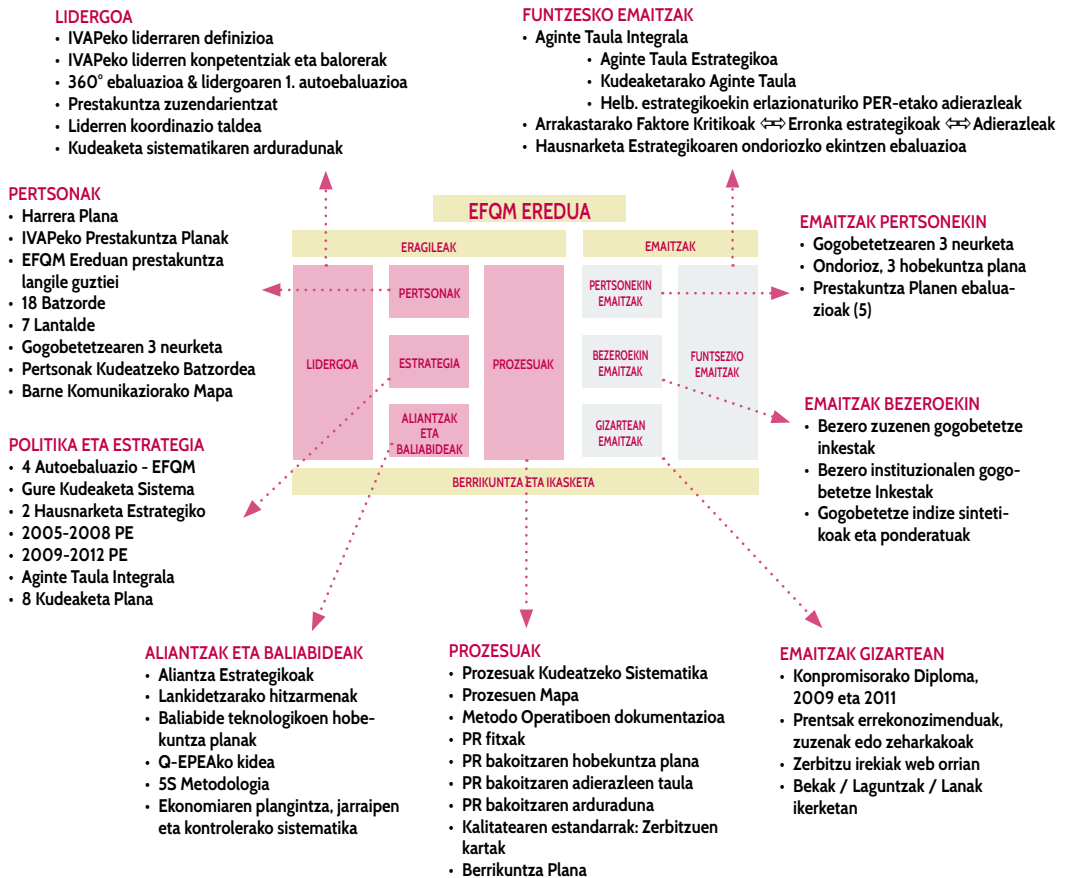 LIDERGOA
• IVAPeko liderraren definizioa
• IVAPeko liderren konpetentziak eta balorerak
• 360° ebaluazioa & lidergoaren 1. autoebaluazioa
• Prestakuntza zuzendarientzat
• Liderren koordinazio taldea
• Kudeaketa sistematikaren arduradunak
FUNTZESKO EMAITZAK
• Aginte Taula Integrala
• Aginte Taula Estrategikoa
• Kudeaketarako Aginte Taula
• Helb. estrategikoekin erlazionaturiko PER-etako adierazleak
• Arrakastarako Faktore Kritikoak ⇔ Erronka estrategikoak ⇔ Adierazleak
• Hausnarketa Estrategikoaren ondoriozko ekintzen ebaluazioa
PERTSONAK
• Harrera Plana
• IVAPeko Prestakuntza Planak
• EFQM Ereduan prestakuntza
langile guztiei
• 18 Batzorde
• 7 Lantalde
• Gogobetetzearen 3 neurketa
• Pertsonak Kudeatzeko Batzordea
• Barne Komunikaziorako Mapa
EFQM EREDUA
ERAGILEAK
EMAITZAK
LIDERGOA
PERTSONAK
ESTRATEGIA
ALIANTZAK
ETA
BALIABIDEAK
PROZESUAK
PERTSONEKIN
EMAITZAK
BEZEROEKIN
EMAITZAK
GIZARTEAN
EMAITZAK
FUNTSEZKO
EMAITZAK
BERRIKUNTZA ETA IKASKETA
EMAITZAK PERTSONEKIN
• Gogobetetzearen 3 neurketa
• Ondorioz, 3 hobekuntza plana
• Prestakuntza Planen ebalua-
zioak (5)
EMAITZAK BEZEROEKIN
• Bezero zuzenen gogobetetze
inkestak
• Bezero instituzionalen gogo-
betetze Inkestak
• Gogobetetze indize sinteti-
koak eta ponderatuak
POLITIKA ETA ESTRATEGIA
• 4 Autoebaluazio - EFQM
• Gure Kudeaketa Sistema
• 2 Hausnarketa Estrategiko
• 2005-2008 PE
• 2009-2012 PE
• Aginte Taula Integrala
• 8 Kudeaketa Plana
ALIANTZAK ETA BALIABIDEAK
• Aliantza Estrategikoak
• Lankidetzarako hitzarmenak
• Baliabide teknologikoen hobe-
kuntza planak
• Q-EPEAko kidea
• 5S Metodologia
• Ekonomiaren plangintza, jarraipen
eta kontrolerako sistematika
PROZESUAK
• Prozesuak Kudeatzeko Sistematika
• Prozesuen Mapa
• Metodo Operatiboen dokumentazioa
• PR fitxak
• PR bakoitzaren hobekuntza plana
• PR bakoitzaren adierazleen taula
• PR bakoitzaren arduraduna
• Kalitatearen estandarrak: Zerbitzuen
kartak
• Berrikuntza Plana
EMAITZAK GIZARTEAN
• Konpromisorako Diploma,
2009 eta 2011
• Prentsak errekonozimenduak,
zuzenak edo zeharkakoak
• Zerbitzu irekiak web orrian
• Bekak / Laguntzak / Lanak
ikerketan